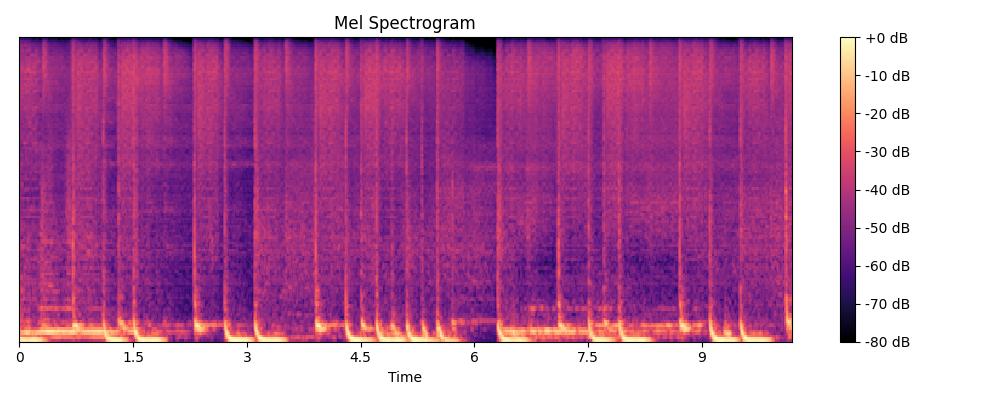 Mel Spectrogram
+0 dB
-10 dB
-20 dB
-30 dB
-40 dB
-50 dB
-60 dB
-70 dB
-80 dB
0 1.5 3 4.5 6 7.5 9
Time